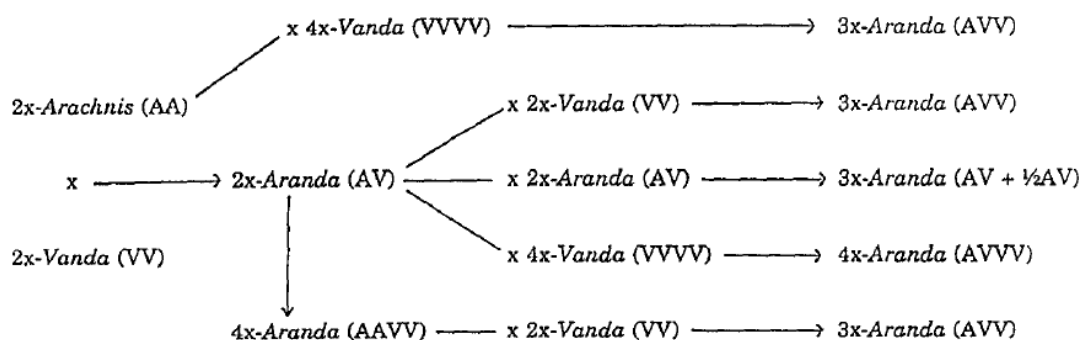 x 4x-Vanda (VVVV) 3x-Aranda (AVV)
2x-Arachnis (AA) x 2x-Vanda (VV) 3x-Aranda (AVV)
x 2x-Aranda (AV) x 2x-Aranda (AV) 3x-Aranda (AV + ½AV)
2x-Vanda (VV) x 4x-Vanda (VVVV) 4x-Aranda (AVVV)
4x-Aranda (AAVV) x 2x-Vanda (VV) 3x-Aranda (AVV)